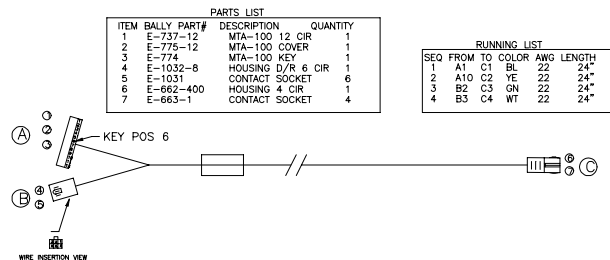 PARTS LIST
ITEM BALLY PART# DESCRIPTION QUANTITY
1 E-737-12 MTA-100 12 CIR 1
2 E-775-12 MTA-100 COVER 1
3 E-774 MTA-100 KEY 1
4 E-1032-8 HOUSING D/R 6 CIR 1
5 E-1031 CONTACT SOCKET 6
6 E-662-400 HOUSING 4 CIR 1
7 E-663-1 CONTACT SOCKET 4
RUNNING LIST
SEQ FROM TO COLOR AWG LENGTH
1 A1 C1 BL 22 24"
2 A10 C2 YE 22 24"
3 B2 C3 GN 22 24"
4 B3 C4 WT 22 24"
1
2
3
A
KEY POS 6
B
4
5
6
7
C
WIRE INSERTION VIEW